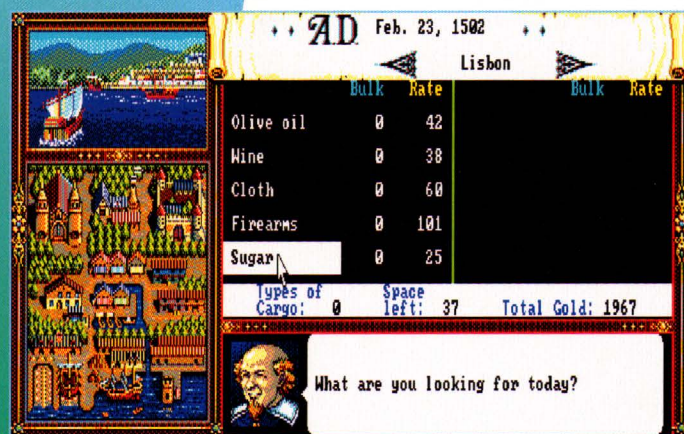 A.D. Feb. 23, 1502
Lisbon
Bulk Rate Bulk Rate
Olive oil 0 42
Wine 0 38
Cloth 0 60
Firearms 0 101
Sugar 0 25
Types of Space
Cargo: 0 left: 37 Total Gold: 1967
What are you looking for today?